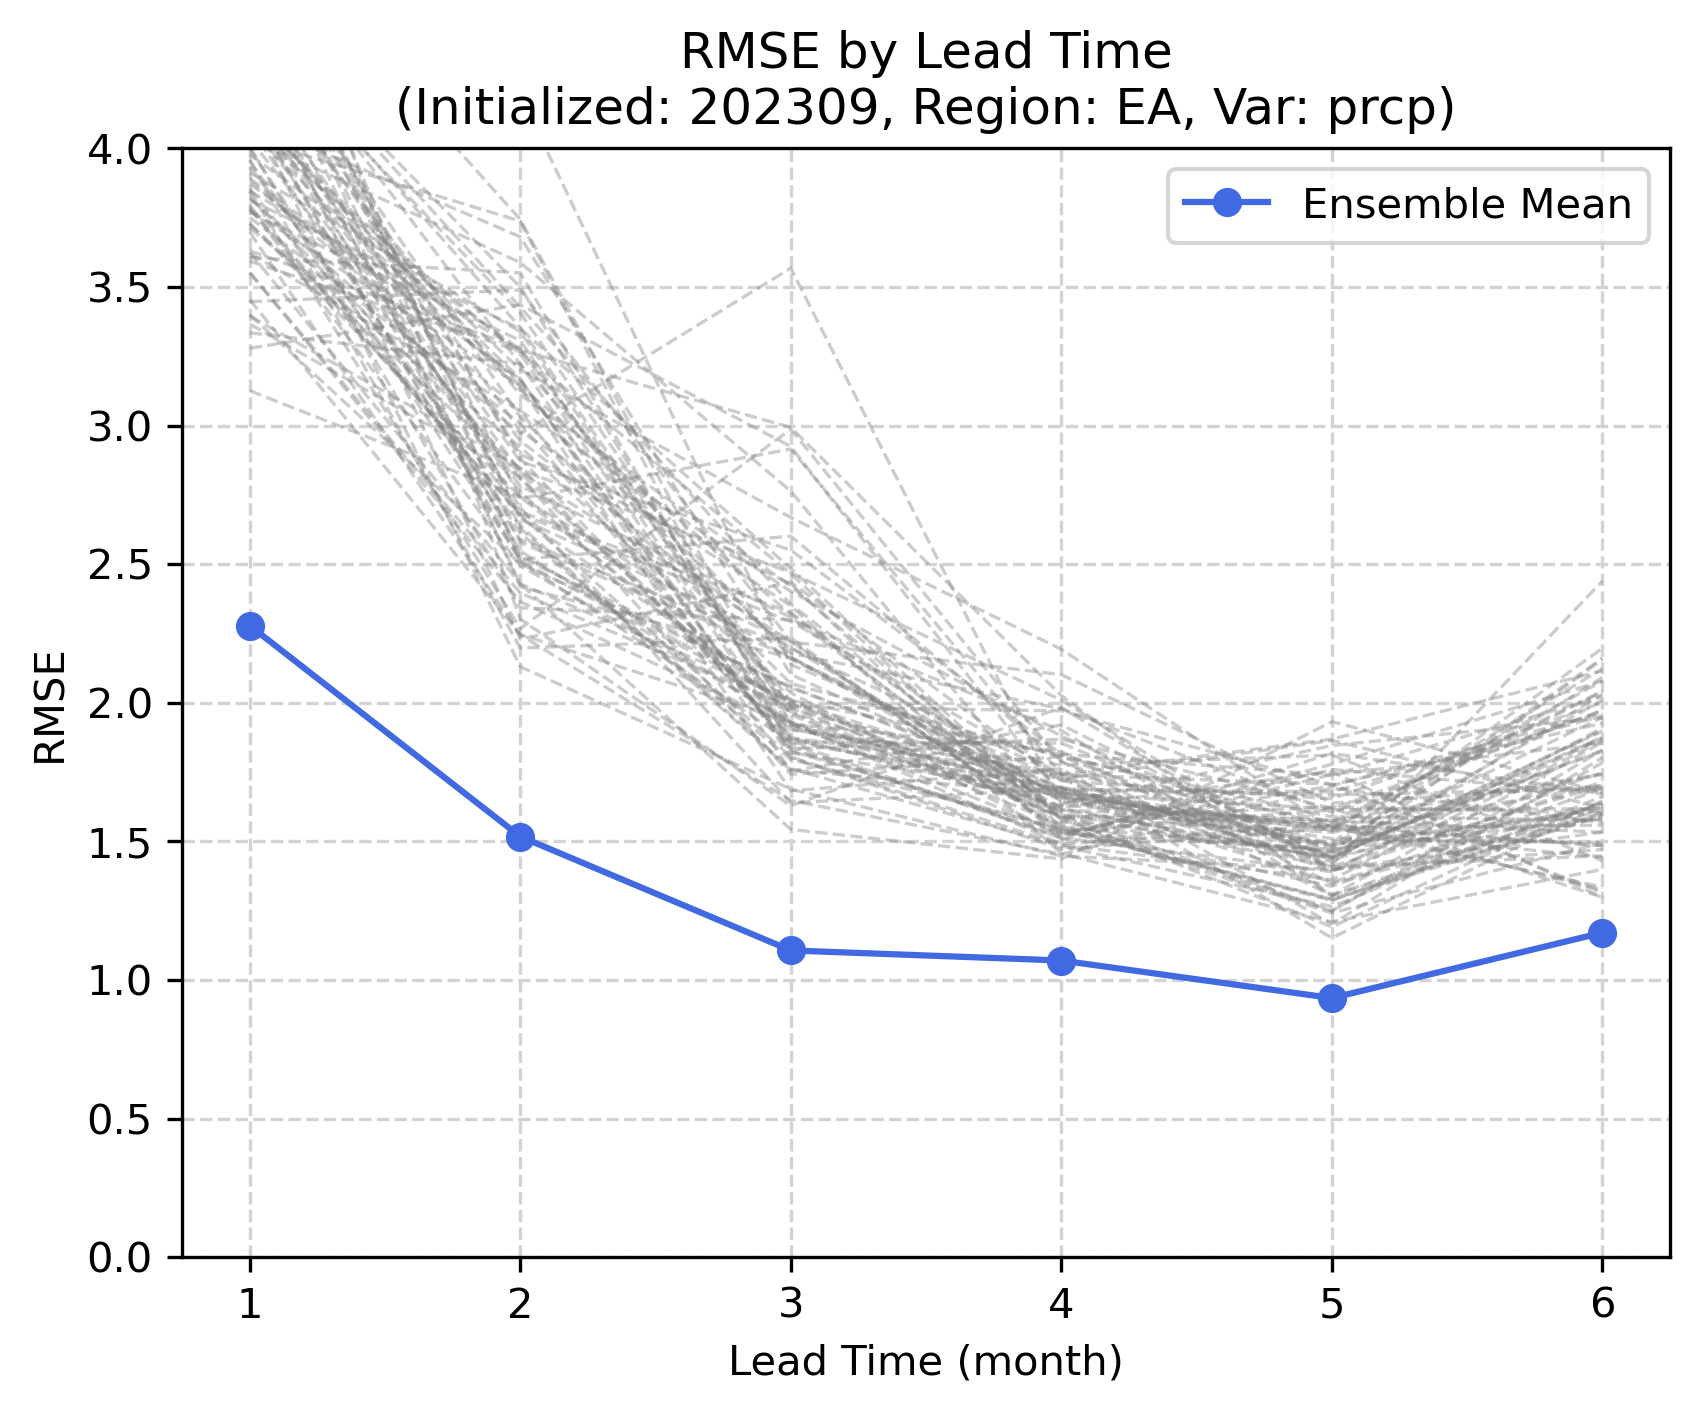 RMSE by Lead Time
(Initialized: 202309, Region: EA, Var: prcp)
Ensemble Mean
4.0
3.5
3.0
2.5
2.0
1.5
1.0
0.5
0.0
RMSE
1 2 3 4 5 6
Lead Time (month)